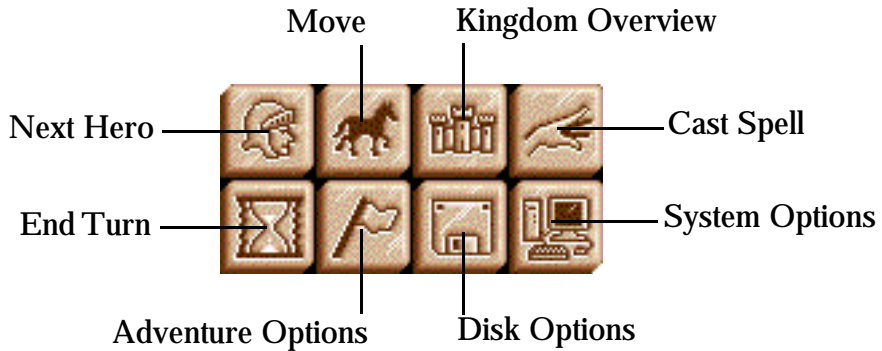 Move
Kingdom Overview
Next Hero
Cast Spell
End Turn
System Options
Adventure Options
Disk Options